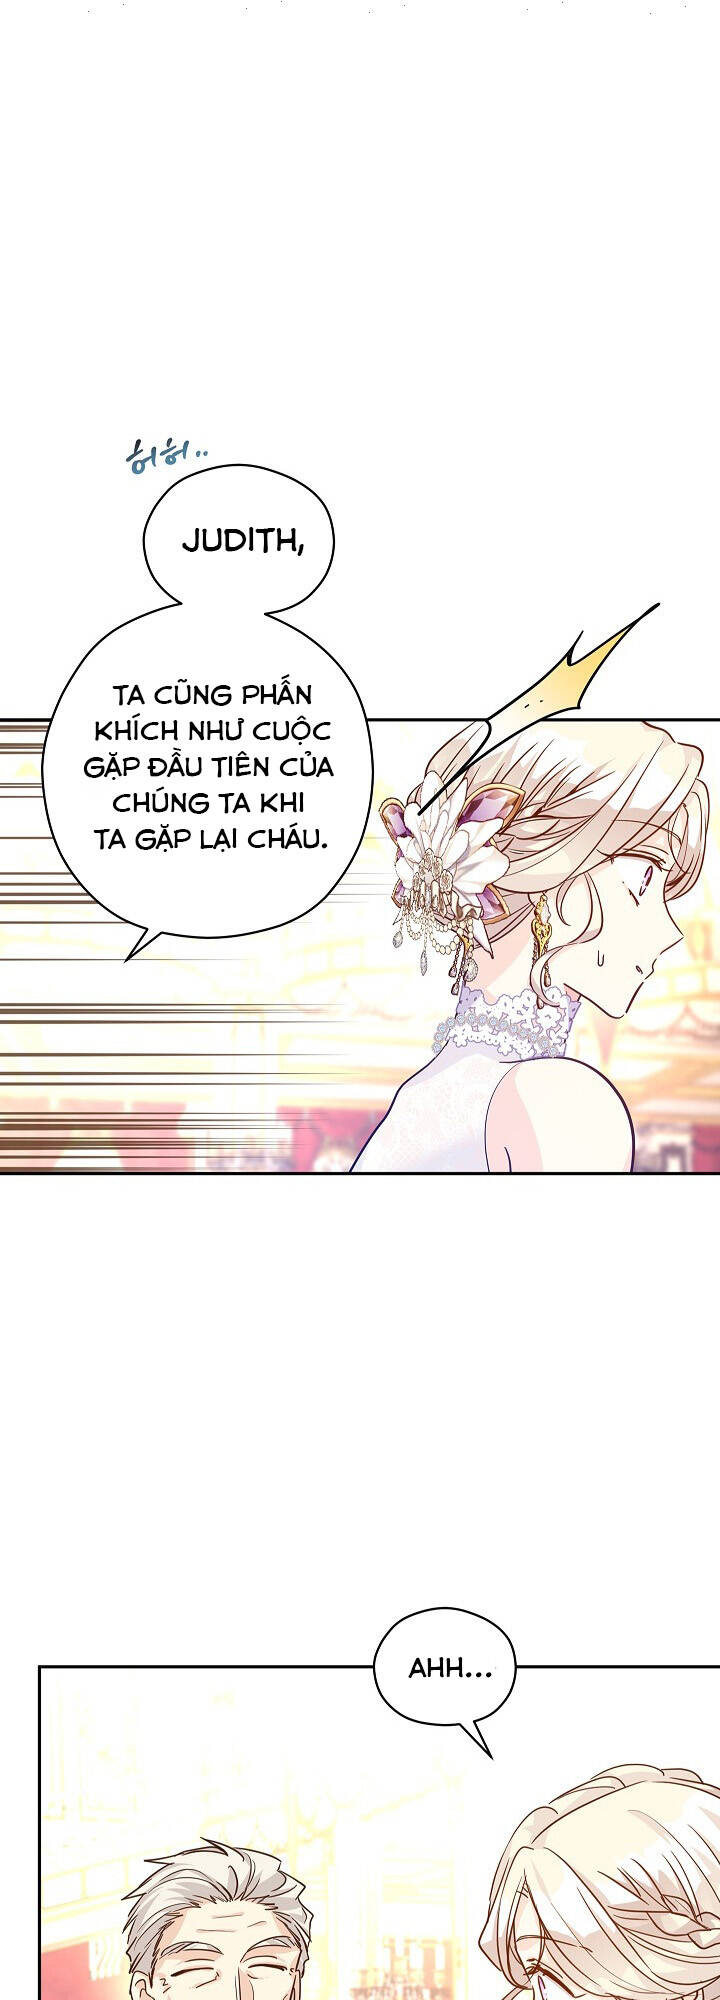 허허..
JUDITH,
TA CŨNG PHẤN
KHÍCH NHƯ CUỘC
GẶP ĐẦU TIÊN CỦA
CHÚNG TA KHI
TA GẶP LẠI CHÁU.
AHH...